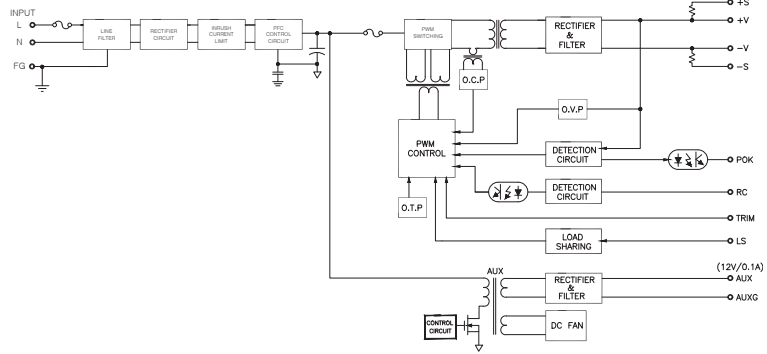 INPUT
L
N
FG
LINE
FILTER
RECTIFIER
CIRCUIT
INRUSH
CURRENT
LIMIT
PFC
CONTROL
CIRCUIT
PWM
SWITCHING
RECTIFIER
&
FILTER
+S
+V
-V
-S
O.C.P
O.V.P
PWM
CONTROL
DETECTION
CIRCUIT
POK
DETECTION
CIRCUIT
RC
O.T.P
TRIM
LOAD
SHARING
LS
AUX
RECTIFIER
&
FILTER
(12V/0.1A)
AUX
AUXG
CONTROL
CIRCUIT
DC FAN